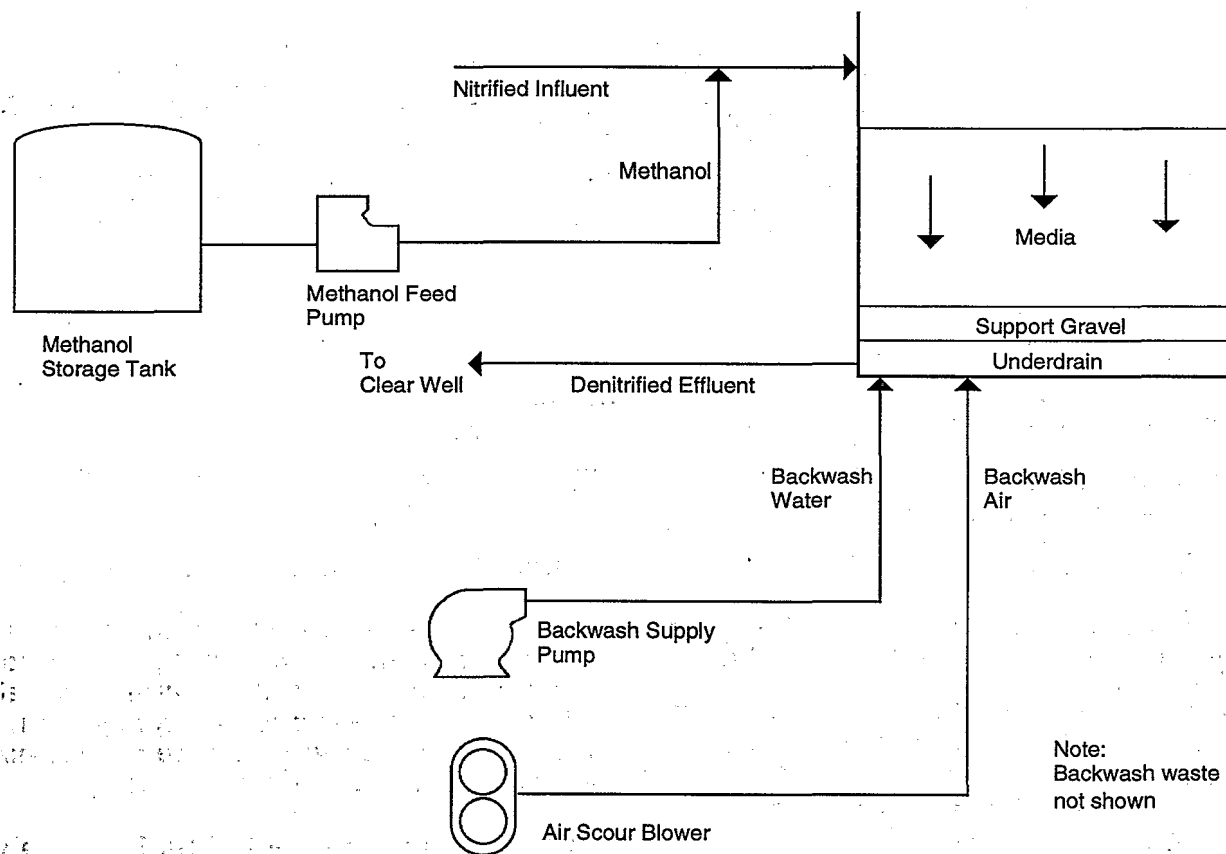 Nitrified Influent
Methanol
Media
Methanol Feed
Pump
Support Gravel
Methanol
Storage Tank
To
Clear Well
Denitrified Effluent
Underdrain
Backwash
Water
Backwash
Air
Backwash Supply
Pump
Note:
Backwash waste
not shown
Air Scour Blower